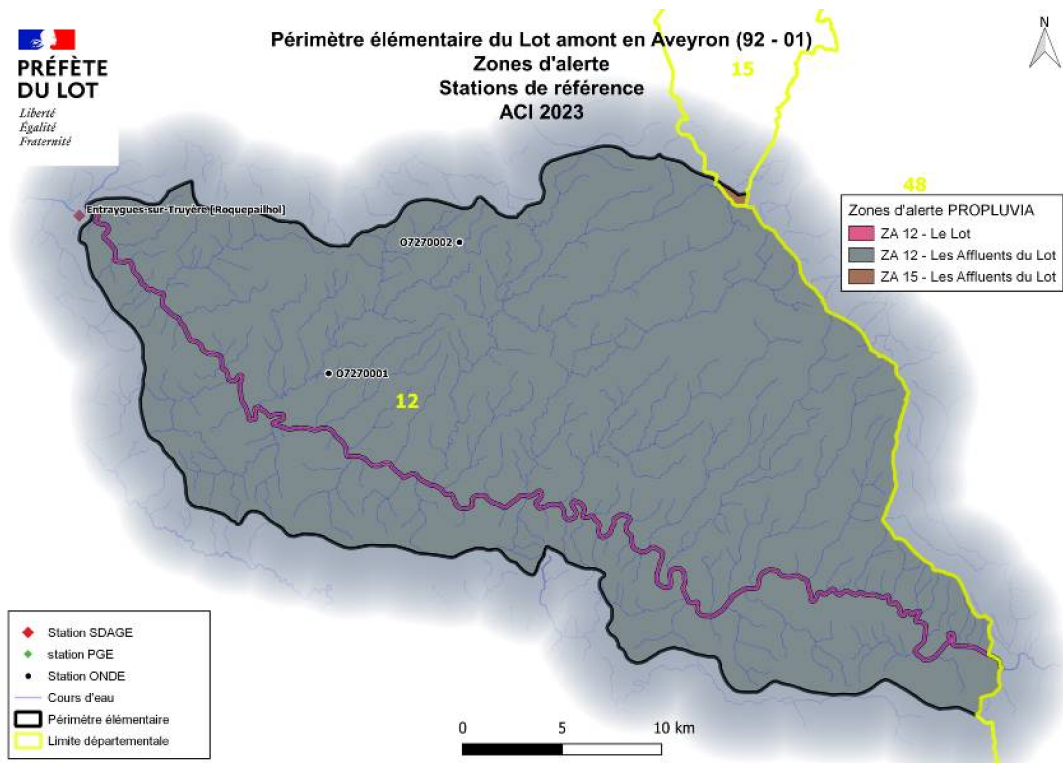 PRÉFÈTE
DU LOT
Liberté
Égalité
Fraternité
Périmètre élémentaire du Lot amont en Aveyron (92 - 01)
Zones d'alerte
Stations de référence
ACI 2023
N
15
48
Zones d'alerte PROPLUVIA
ZA 12 - Le Lot
ZA 12 - Les Affluents du Lot
ZA 15 - Les Affluents du Lot
Entraygues-sur-Truyère [Roquepailhol]
O7270002
O7270001
12
Station SDAGE
station PGE
Station ONDE
Cours d'eau
Périmètre élémentaire
Limite départementale
0 5 10 km